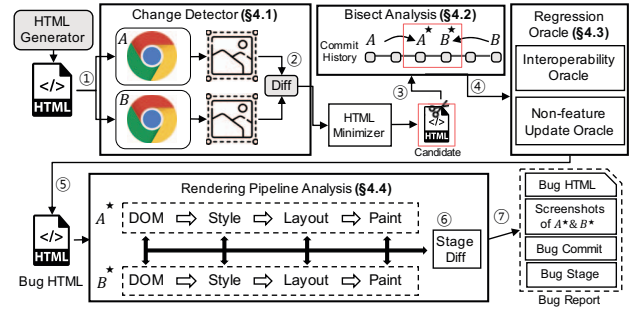 HTML
Generator
</>
HTML
①
Change Detector (§4.1)
A
B
②
Diff
HTML
Minimizer
Bisect Analysis (§4.2)
Commit
History
A
A★
B★
B
③
④
</>
HTML
Candidate
Regression
Oracle (§4.3)
Interoperability
Oracle
Non-feature
Update Oracle
⑤
</>
HTML
Bug HTML
Rendering Pipeline Analysis (§4.4)
A★
DOM Style Layout Paint
B★
DOM Style Layout Paint
⑥
Stage
Diff
⑦
Bug HTML
Screenshots
of A★& B★
Bug Commit
Bug Stage
Bug Report